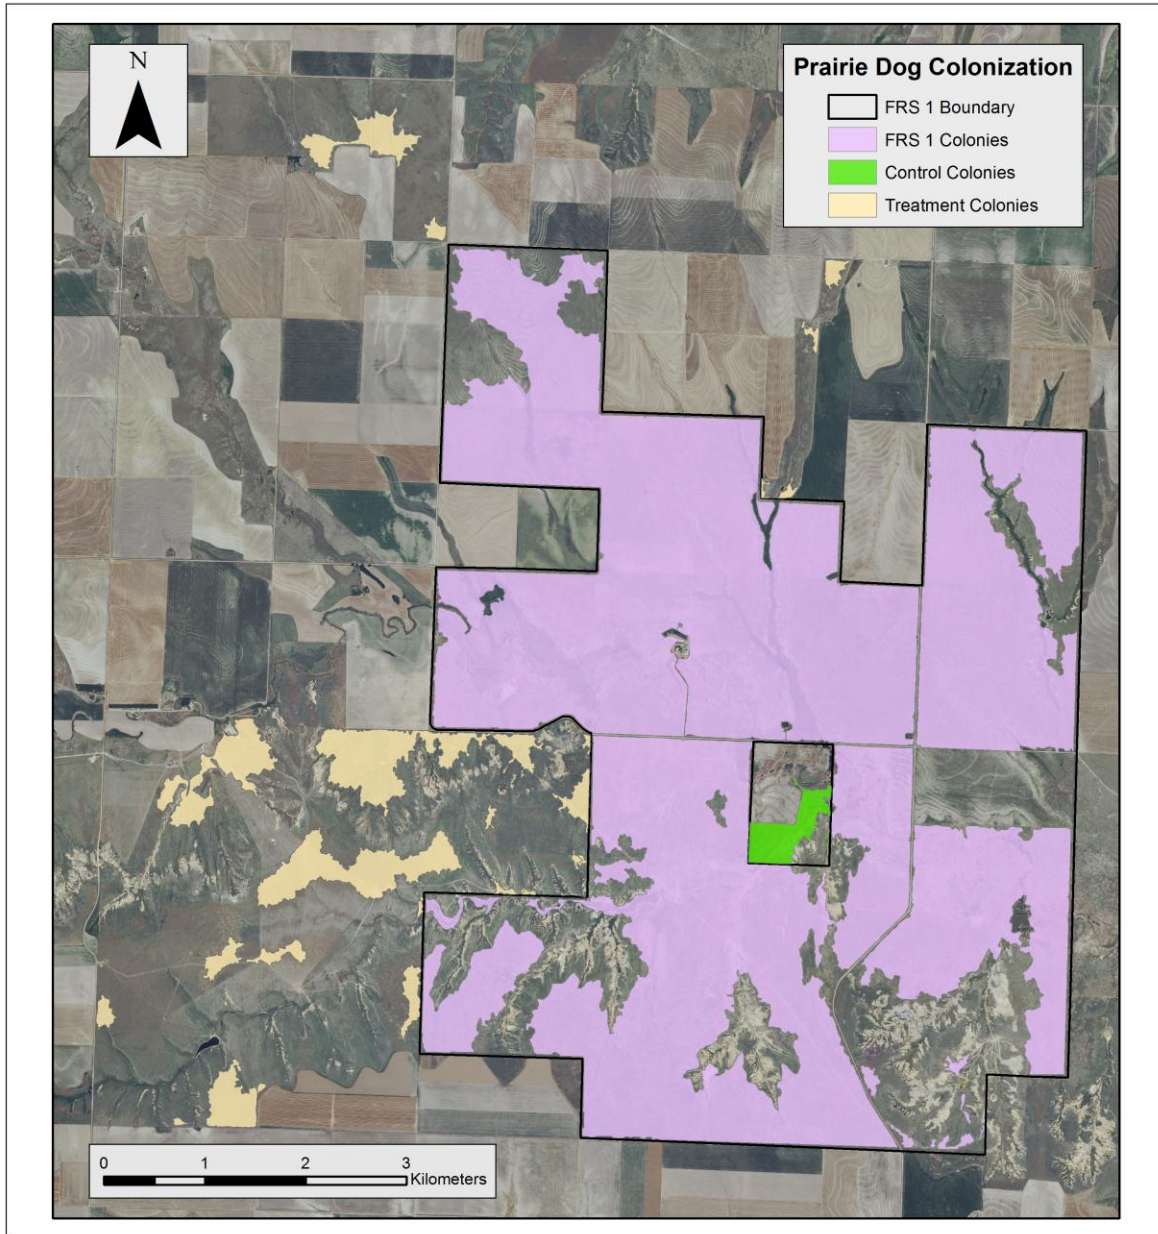 N
Prairie Dog Colonization
FRS 1 Boundary
FRS 1 Colonies
Control Colonies
Treatment Colonies
0 1 2 3
Kilometers